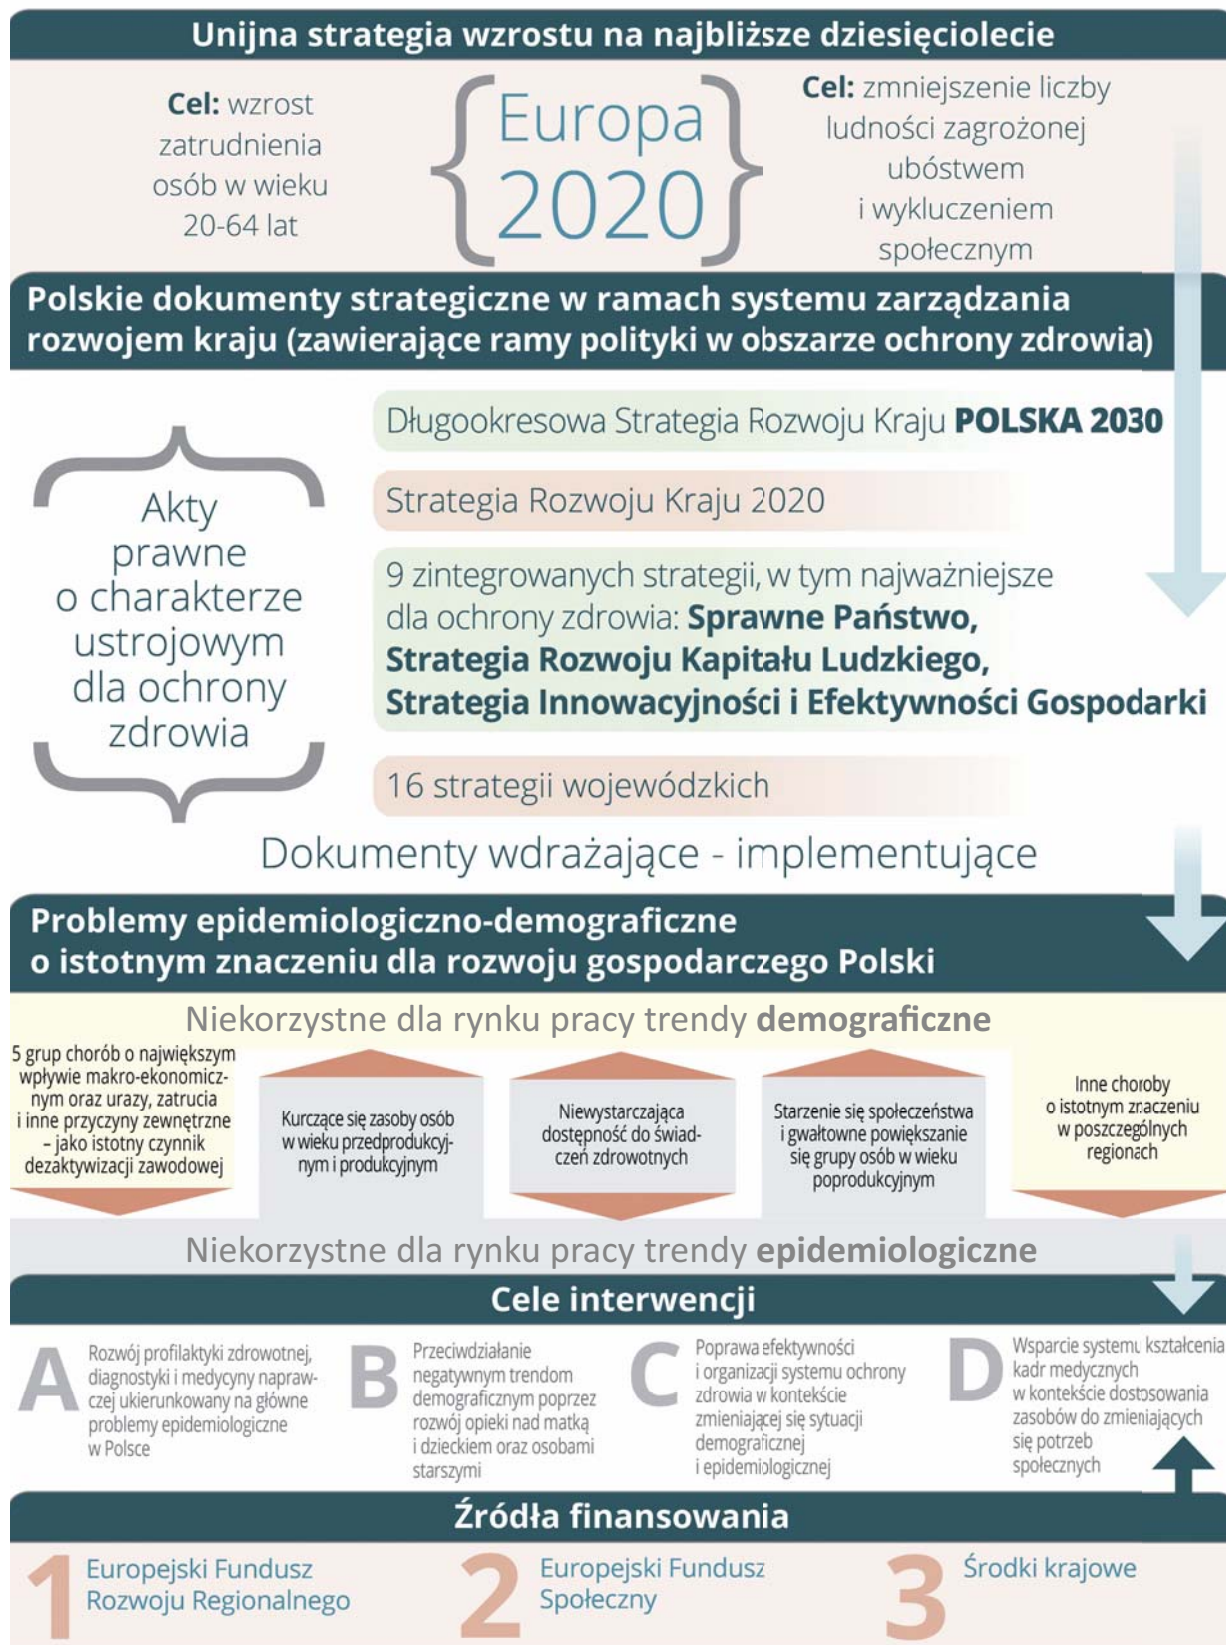 Unijna strategia wzrostu na najbliższe dziesięciolecie
Cel: wzrost
zatrudnienia
osób w wieku
20-64 lat
Europa
2020
Cel: zmniejszenie liczby
ludności zagrożonej
ubóstwem
i wykluczeniem
społecznym
Polskie dokumenty strategiczne w ramach systemu zarządzania
rozwojem kraju (zawierające ramy polityki w obszarze ochrony zdrowia)
Akty
prawne
o charakterze
ustrojowym
dla ochrony
zdrowia
Długookresowa Strategia Rozwoju Kraju POLSKA 2030
Strategia Rozwoju Kraju 2020
9 zintegrowanych strategii, w tym najważniejsze
dla ochrony zdrowia: Sprawne Państwo,
Strategia Rozwoju Kapitału Ludzkiego,
Strategia Innowacyjności i Efektywności Gospodarki
16 strategii wojewódzkich
Dokumenty wdrażające - implementujące
Problemy epidemiologiczno-demograficzne
o istotnym znaczeniu dla rozwoju gospodarczego Polski
Niekorzystne dla rynku pracy trendy demograficzne
5 grup chorób o największym
wpływie makro-ekonomicz-
nym oraz urazy, zatrucia
i inne przyczyny zewnętrzne
– jako istotny czynnik
dezaktywizacji zawodowej
Kurczące się zasoby osób
w wieku przedprodukcyj-
nym i produkcyjnym
Niewystarczająca
dostępność do świad-
czeń zdrowotnych
Starzenie się społeczeństwa
i gwałtowne powiększanie
się grupy osób w wieku
poprodukcyjnym
Inne choroby
o istotnym znaczeniu
w poszczególnych
regionach
Niekorzystne dla rynku pracy trendy epidemiologiczne
Cele interwencji
A
Rozwój profilaktyki zdrowotnej,
diagnostyki i medycyny napraw-
czej ukierunkowany na główne
problemy epidemiologiczne
w Polsce
B
Przeciwdziałanie
negatywnym trendom
demograficznym poprzez
rozwój opieki nad matką
i dzieckiem oraz osobami
starszymi
C
Poprawa efektywności
i organizacji systemu ochrony
zdrowia w kontekście
zmieniającej się sytuacji
demograficznej
i epidemiologicznej
D
Wsparcie systemu kształcenia
kadr medycznych
w kontekście dostosowania
zasobów do zmieniających
się potrzeb
społecznych
Źródła finansowania
1
Europejski Fundusz
Rozwoju Regionalnego
2
Europejski Fundusz
Społeczny
3
Środki krajowe